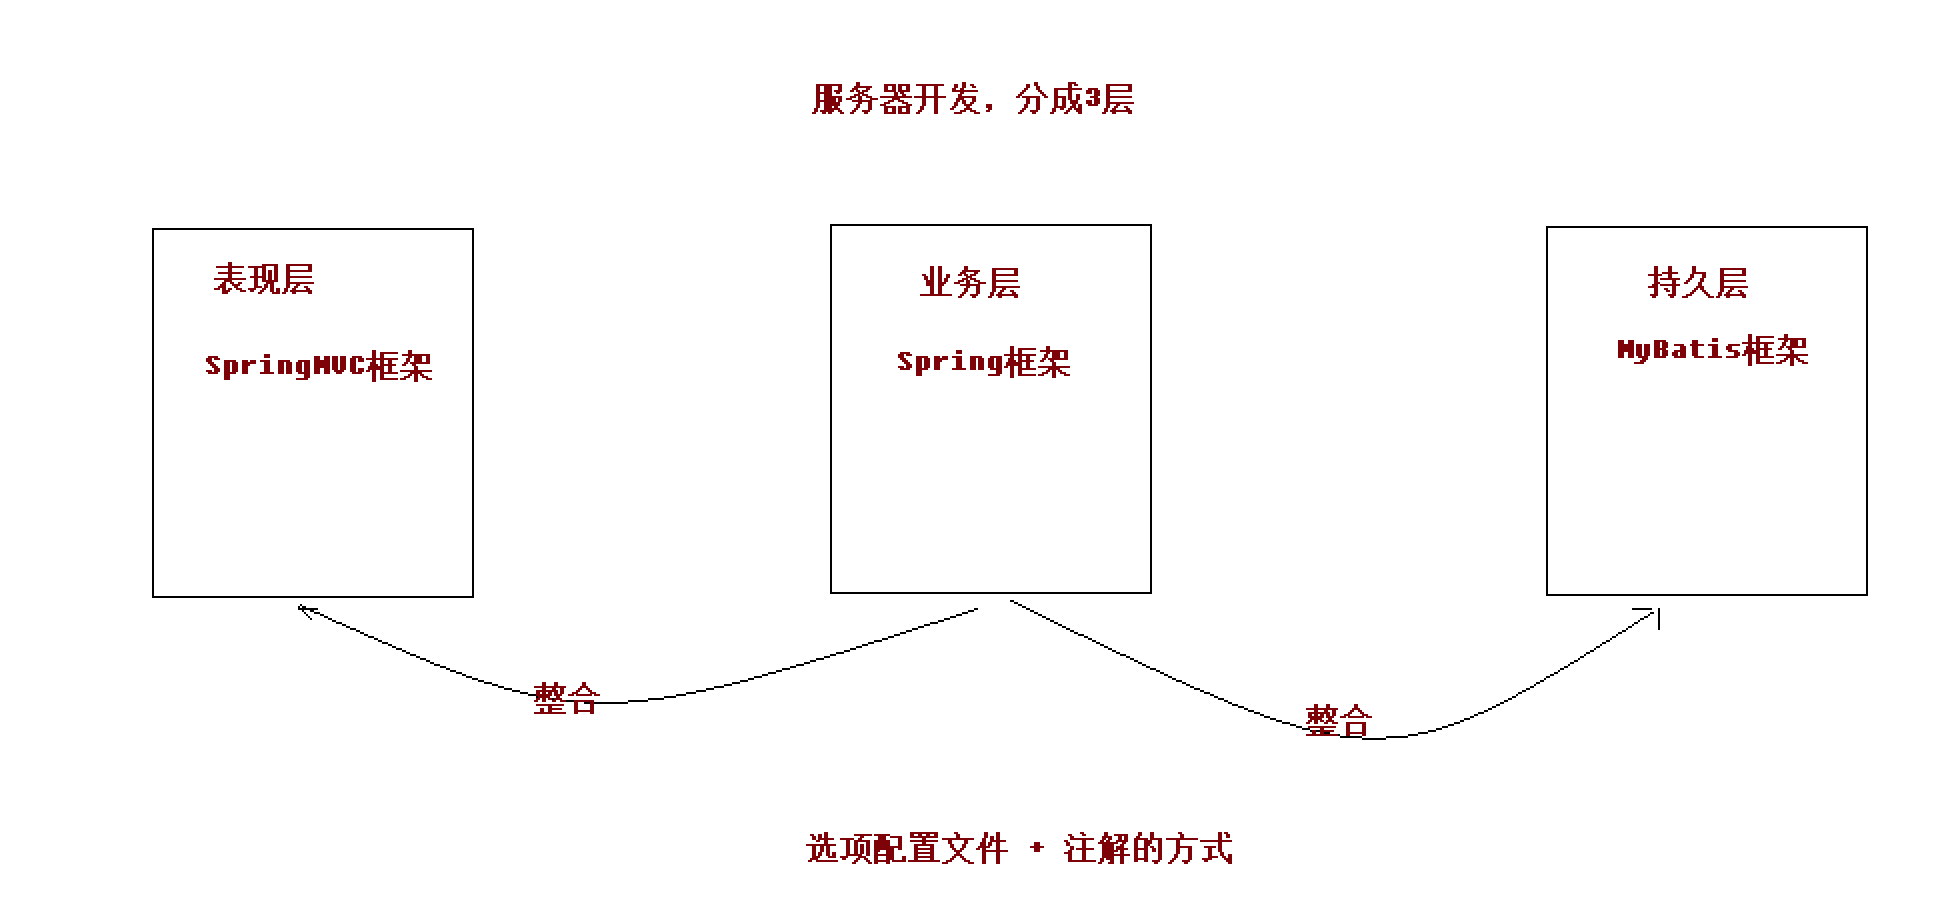 服务器开发，分成3层
表现层
SpringMVC框架
业务层
Spring框架
持久层
MyBatis框架
整合
整合
选项配置文件 + 注解的方式